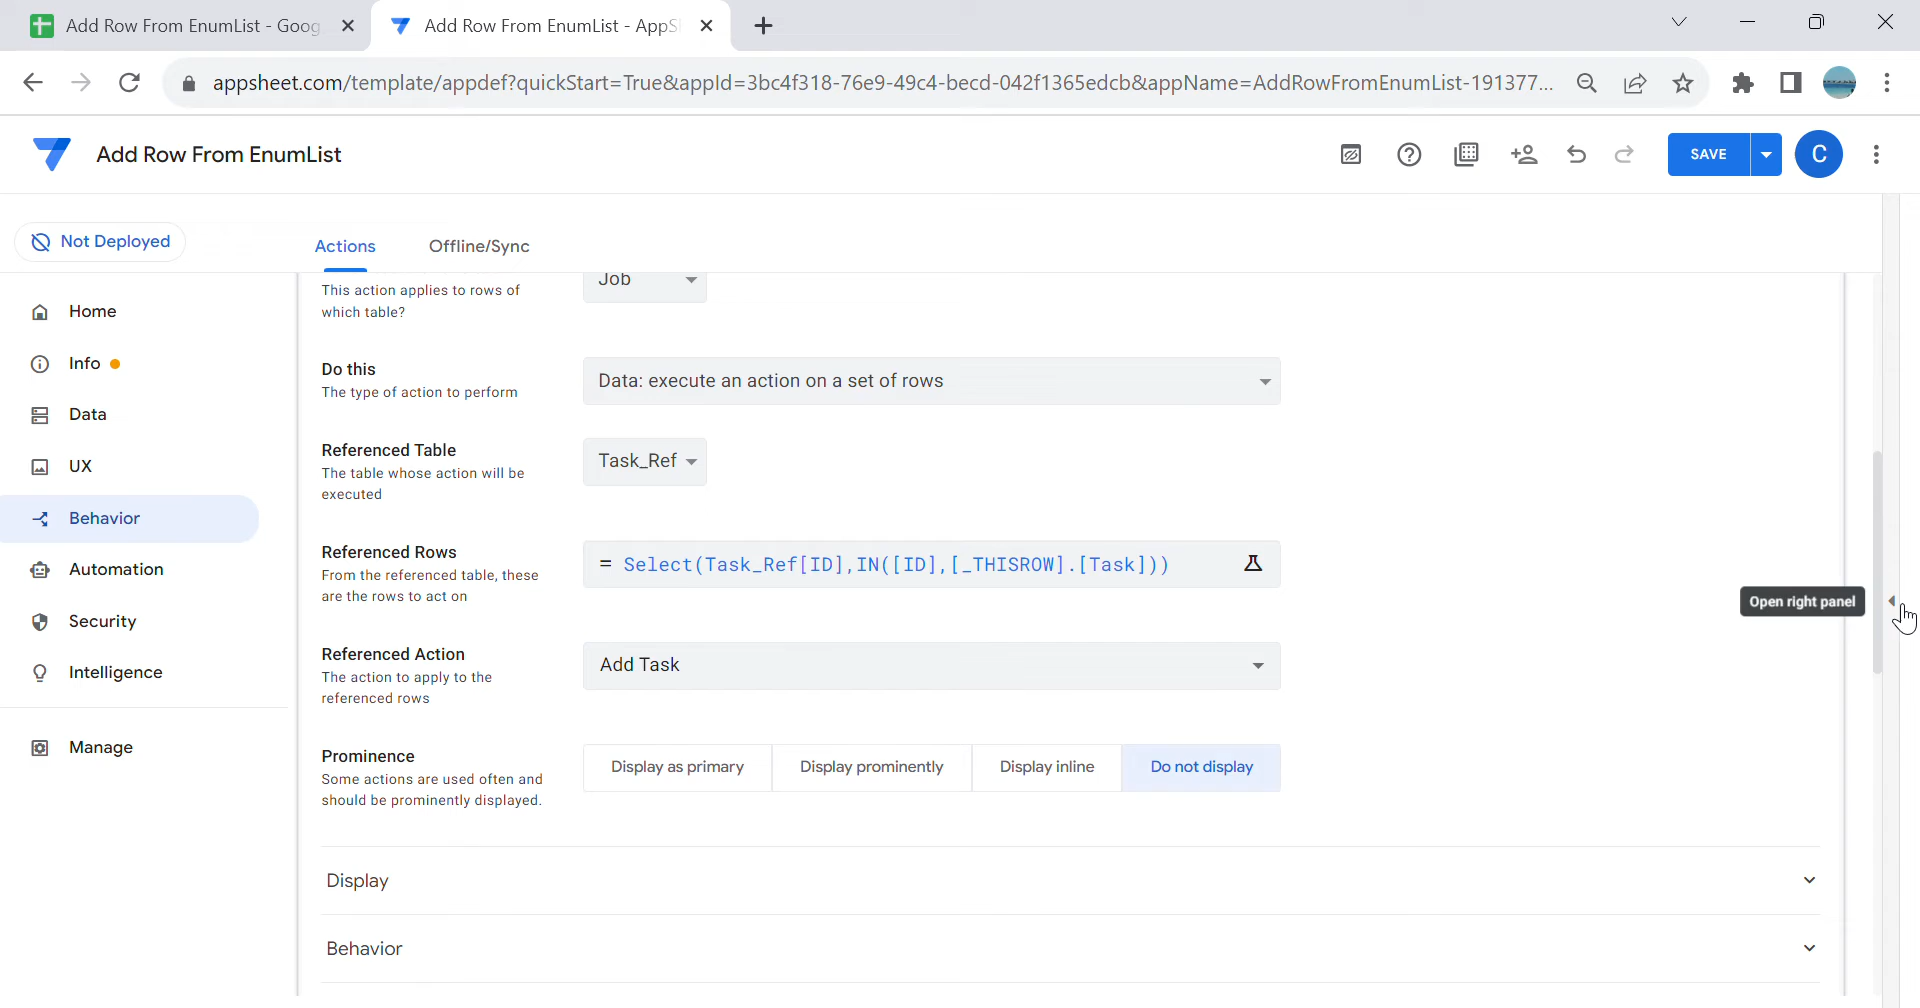 Add Row From EnumList - Goog
Add Row From EnumList - AppS
appsheet.com/template/appdef?quickStart=True&appId=3bc4f318-76e9-49c4-becd-042f1365edcb&appName=AddRowFromEnumList-191377...
Add Row From EnumList
SAVE
C
Not Deployed
Actions
Offline/Sync
Home
Info
Data
UX
Behavior
Automation
Security
Intelligence
Manage
This action applies to rows of
which table?
Job
Do this
The type of action to perform
Data: execute an action on a set of rows
Referenced Table
The table whose action will be
executed
Task_Ref
Referenced Rows
From the referenced table, these
are the rows to act on
= Select(Task_Ref[ID],IN([ID],[_THISROW].[Task]))
Open right panel
Referenced Action
The action to apply to the
referenced rows
Add Task
Prominence
Some actions are used often and
should be prominently displayed.
Display as primary
Display prominently
Display inline
Do not display
Display
Behavior